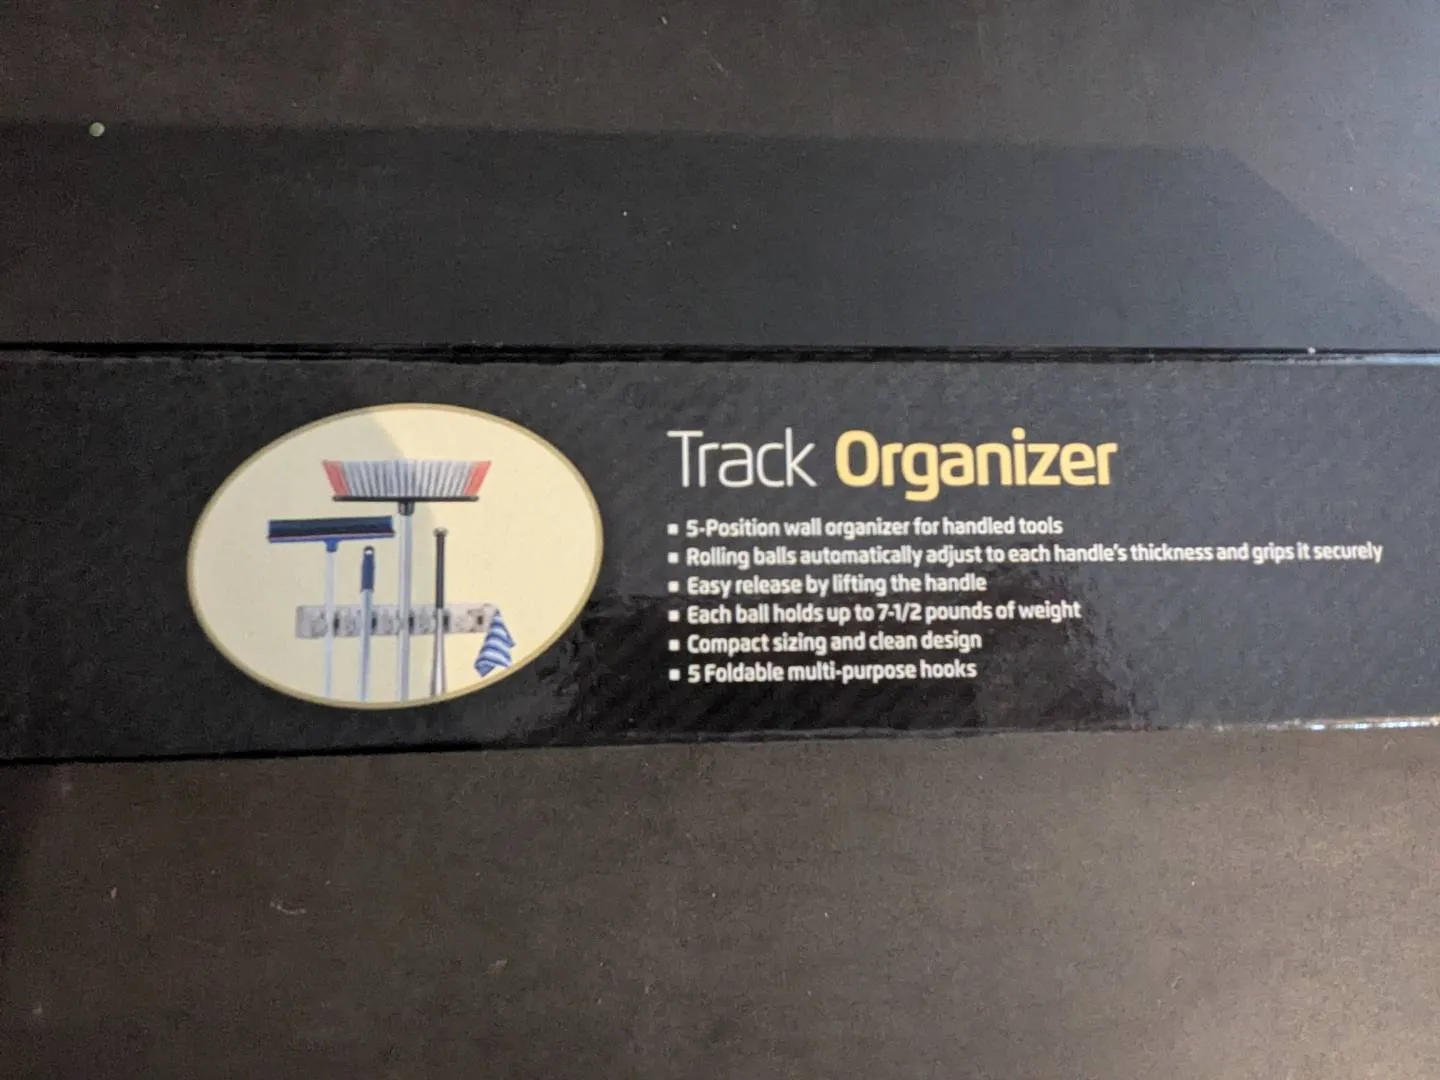 Track Organizer
▪ 5-Position wall organizer for handled tools
▪ Rolling balls automatically adjust to each handle's thickness and grips it securely
▪ Easy release by lifting the handle
▪ Each ball holds up to 7-1/2 pounds of weight
▪ Compact sizing and clean design
▪ 5 Foldable multi-purpose hooks